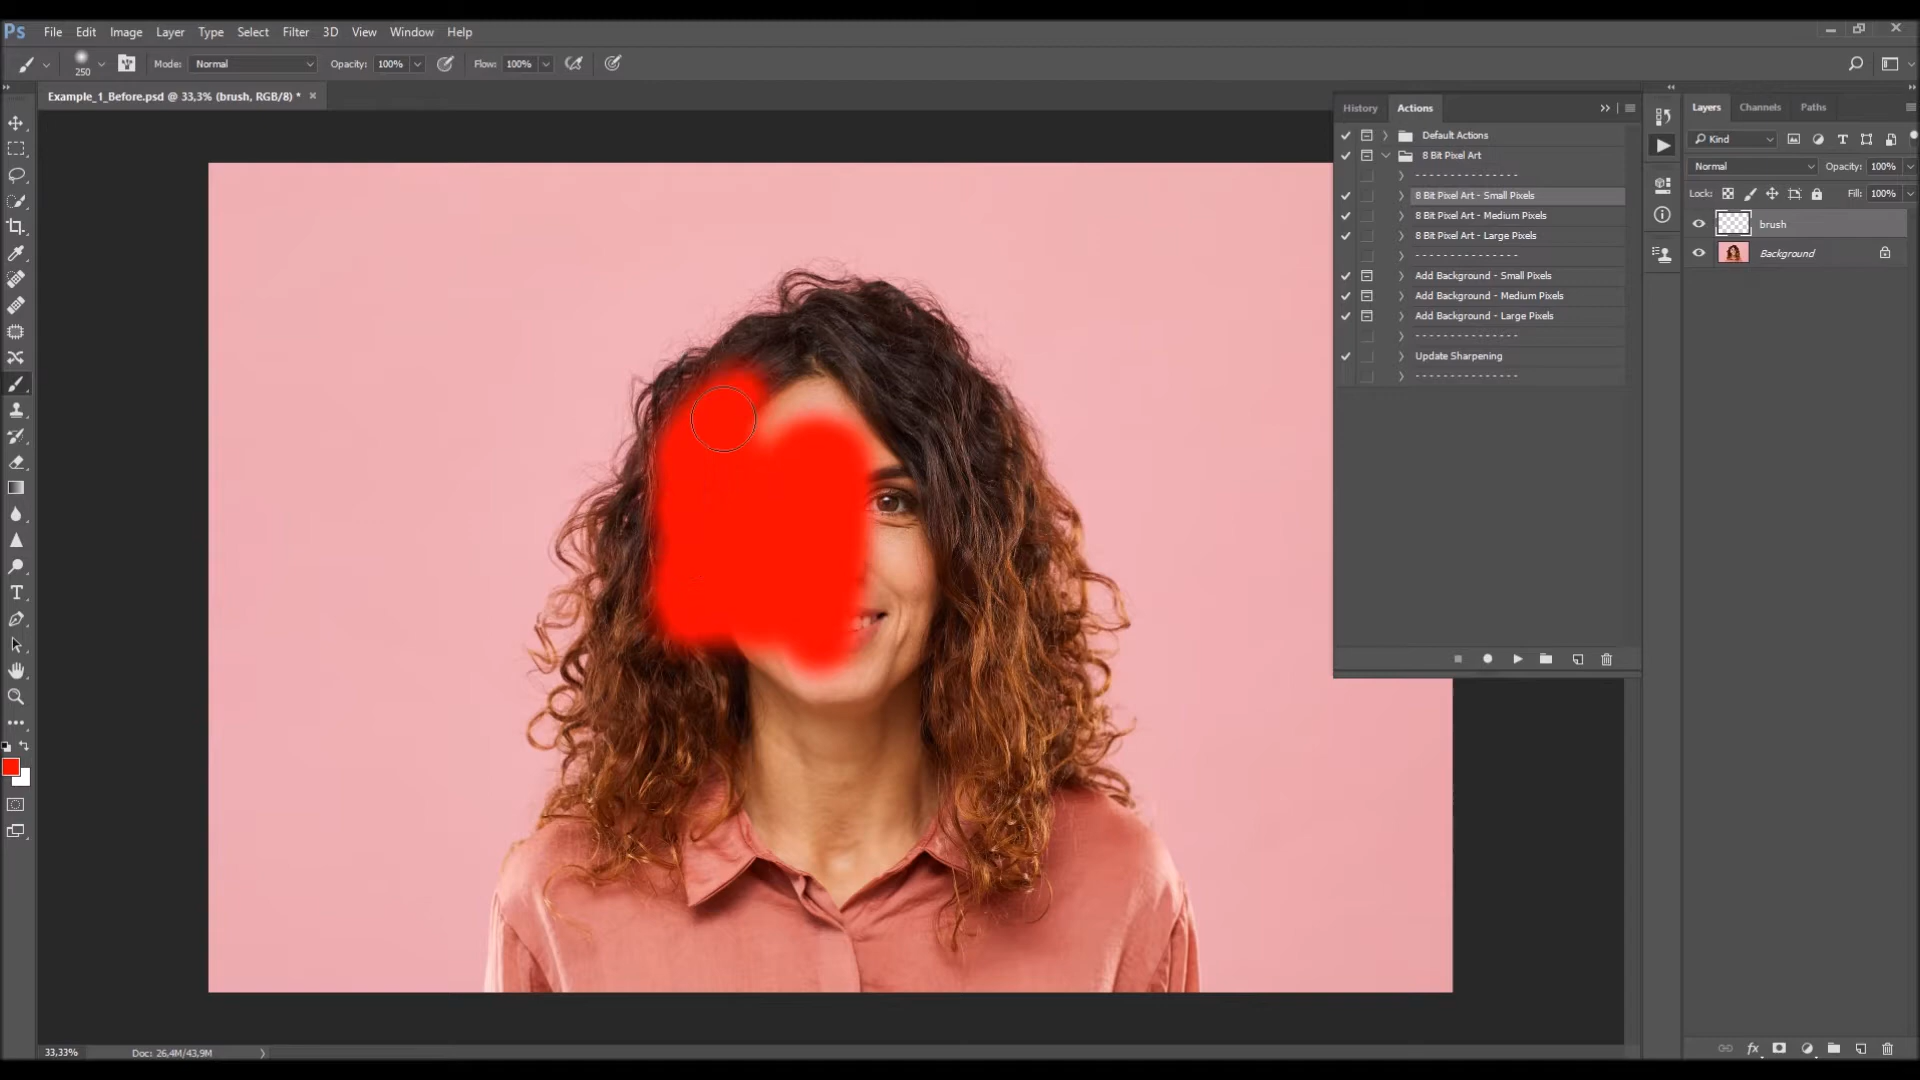 Ps File Edit Image Layer Type Select Filter 3D View Window Help
250 Mode: Normal Opacity: 100% Flow: 100%
Example_1_Before.psd @ 33,3% (brush, RGB/8) *
History Actions
Default Actions
8 Bit Pixel Art
- - - - - - - - - - - - - - -
8 Bit Pixel Art - Small Pixels
8 Bit Pixel Art - Medium Pixels
8 Bit Pixel Art - Large Pixels
- - - - - - - - - - - - - - -
Add Background - Small Pixels
Add Background - Medium Pixels
Add Background - Large Pixels
- - - - - - - - - - - - - - -
Update Sharpening
- - - - - - - - - - - - - - -
Layers Channels Paths
Kind
Normal Opacity: 100%
Lock: Fill: 100%
brush
Background
fx
33,33% Doc: 26,4M/43,9M